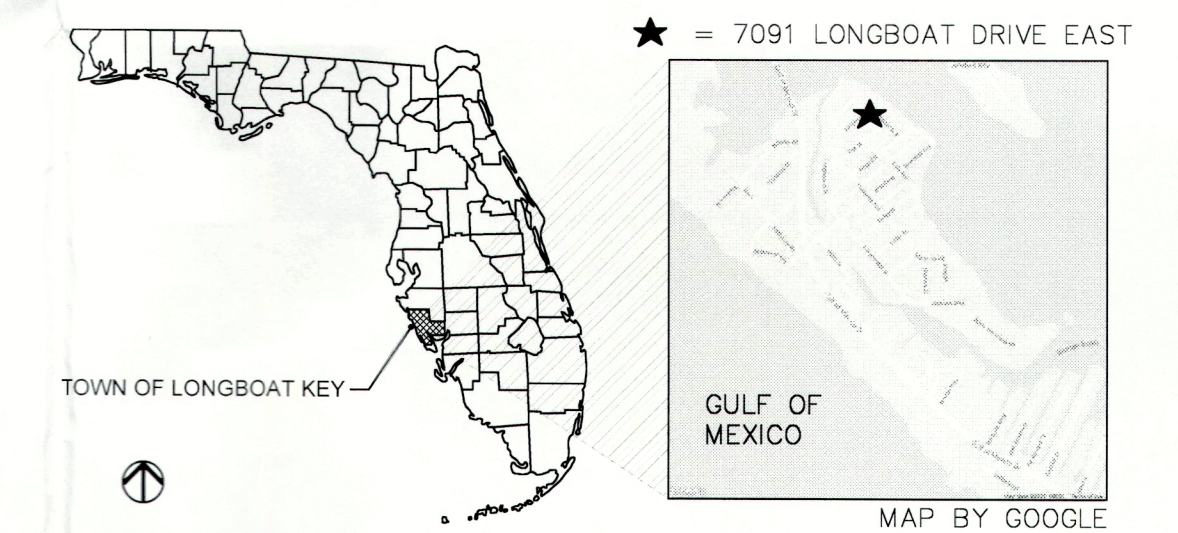 ★ = 7091 LONGBOAT DRIVE EAST
TOWN OF LONGBOAT KEY
GULF OF
MEXICO
MAP BY GOOGLE